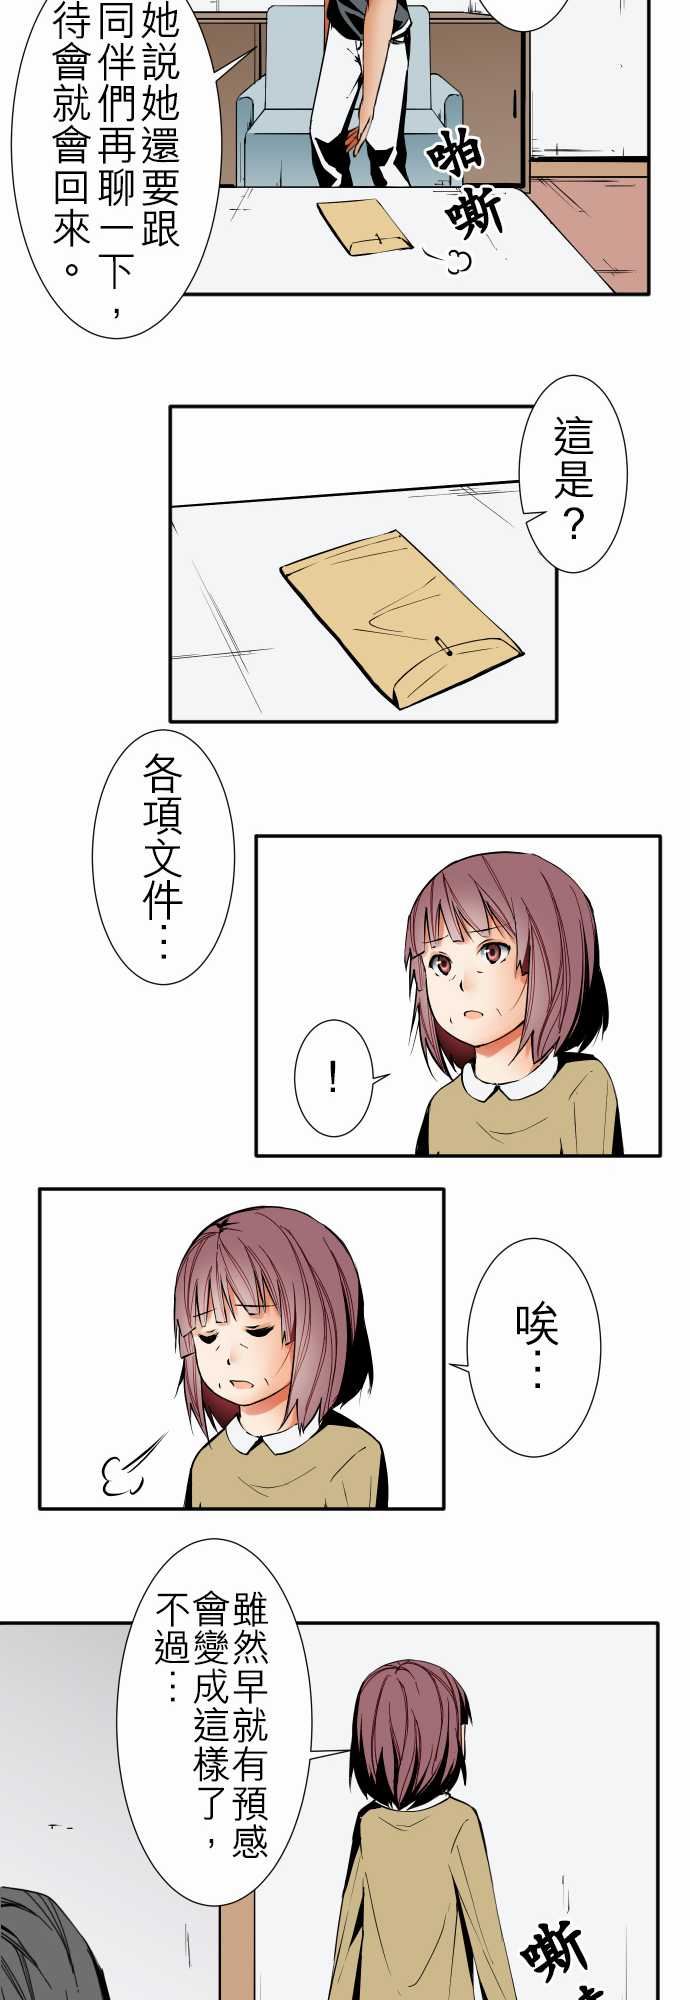 她說她還要跟
同伴們再聊一下，
待會就會回來。
啪
嘶
這是？
各項文件…
！
唉…
雖然早就有預感
會變成這樣了，
不過…
嘶